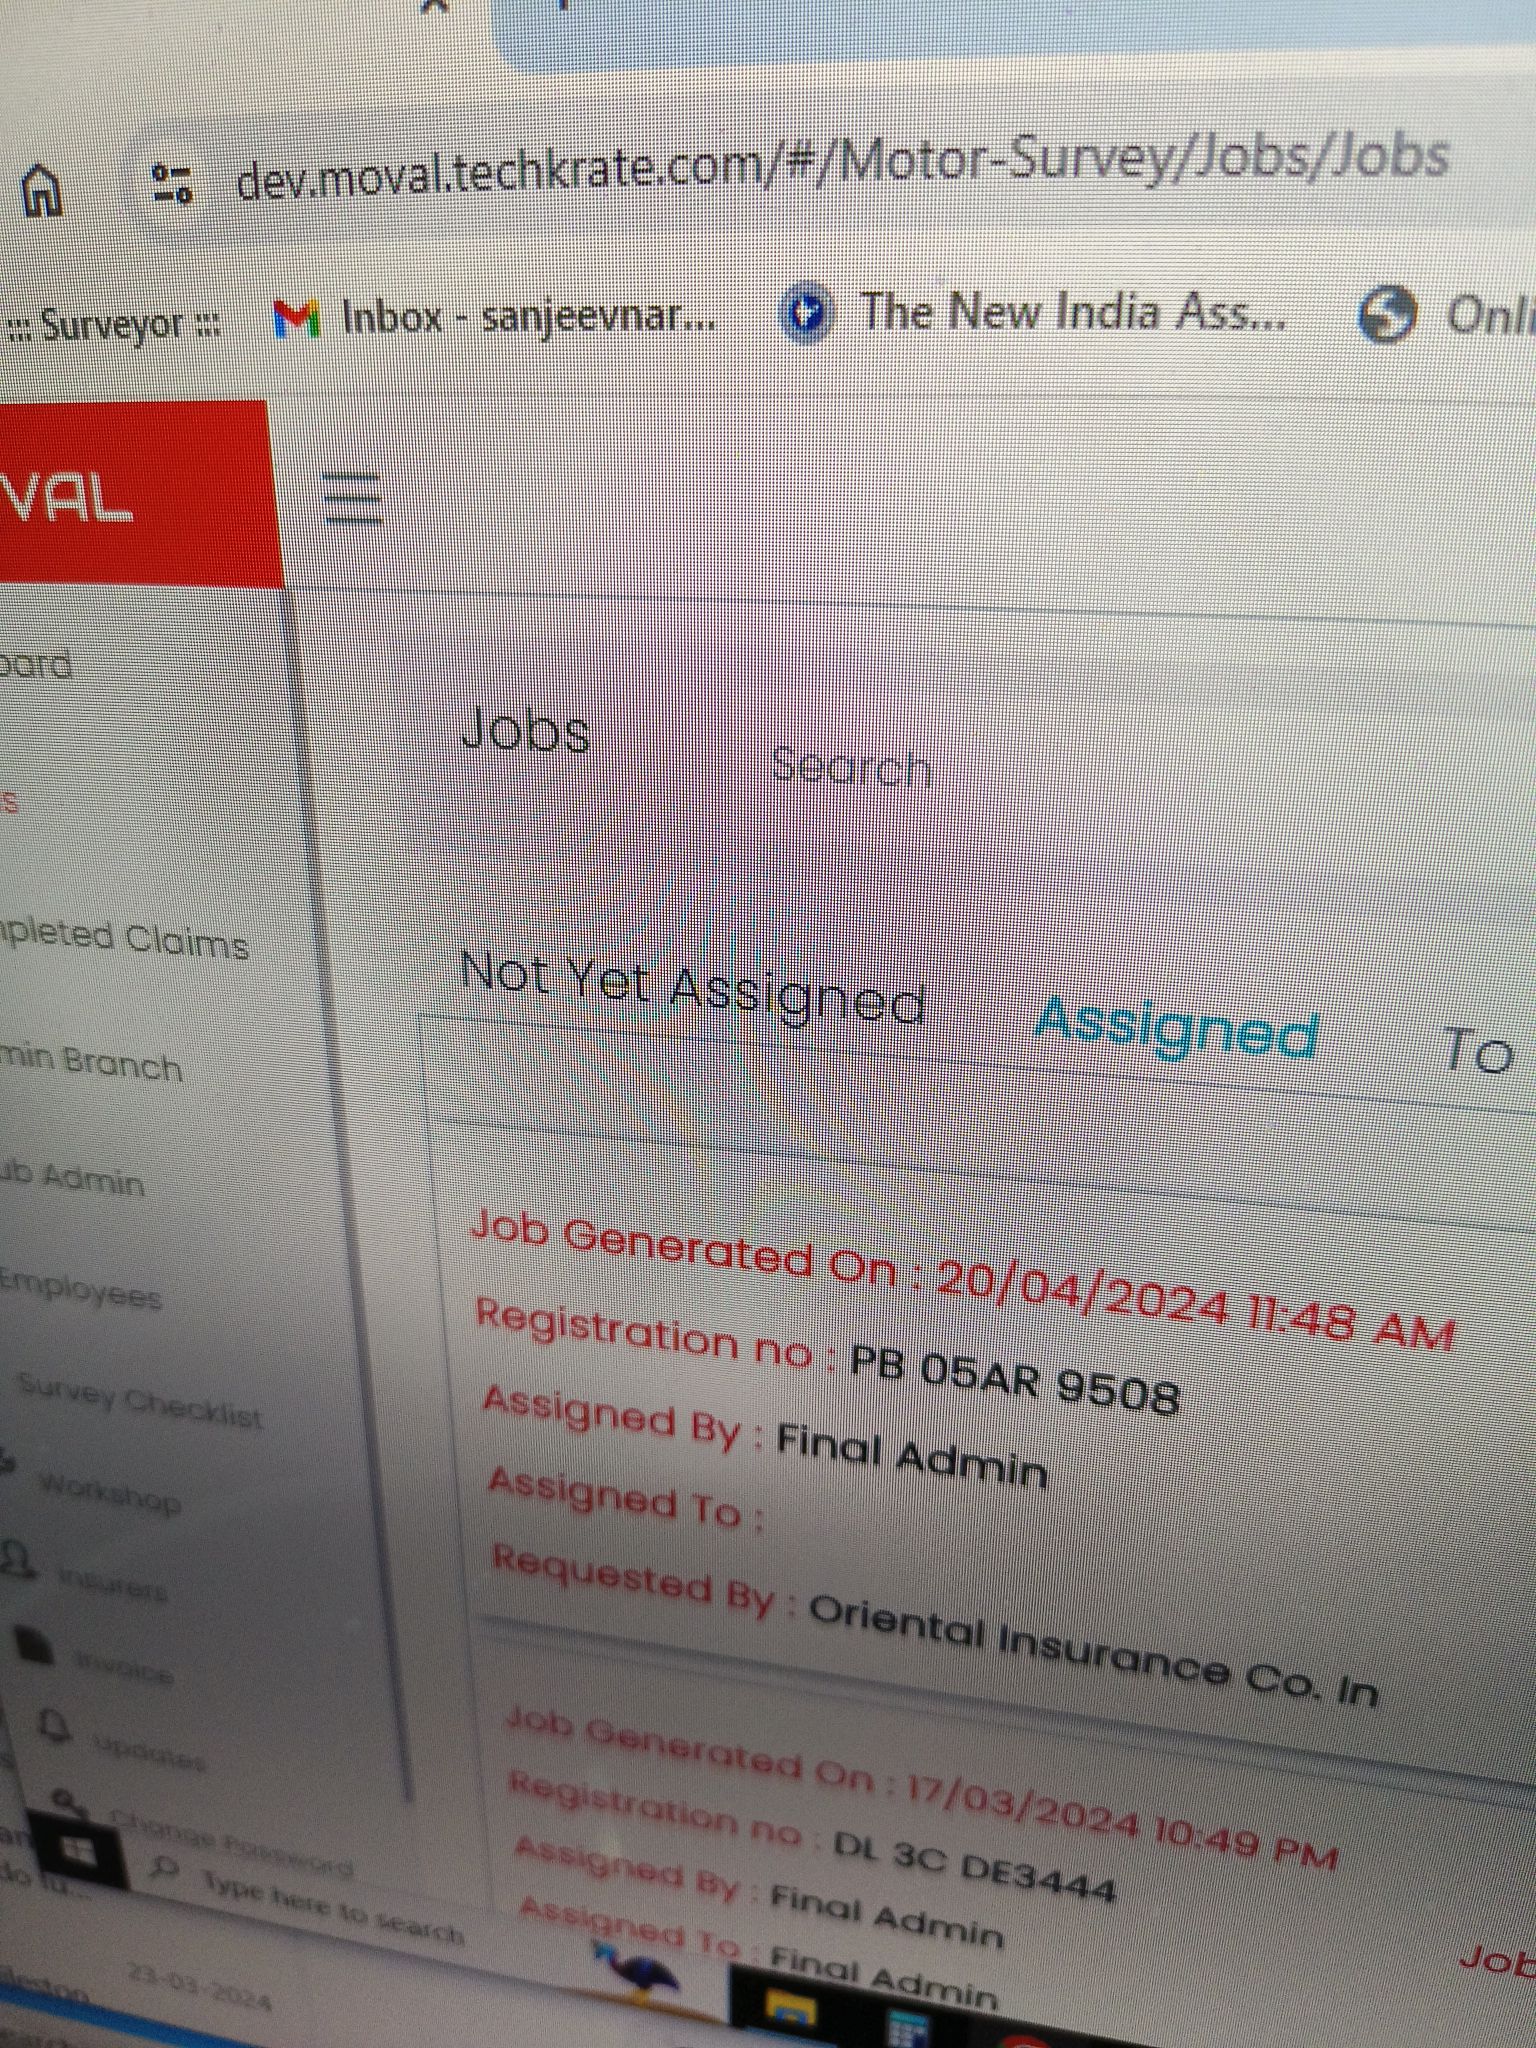 dev.moval.techkrate.com/#/Motor-Survey/Jobs/Jobs
::: Surveyor ::: Inbox - sanjeevnar... The New India Ass... Onli
VAL
oard
Jobs Search
s
pleted Claims
Not Yet Assigned Assigned To
min Branch
ub Admin
Employees
Survey Checklist
Workshop
Insurers
Invoice
Updates
Change Password
Job Generated On : 20/04/2024 11:48 AM
Registration no : PB 05AR 9508
Assigned By : Final Admin
Assigned To :
Requested By : Oriental Insurance Co. In
Job Generated On : 17/03/2024 10:49 PM
Registration no : DL 3C DE3444
Assigned By : Final Admin
Assigned To : Final Admin
Job
Type here to search
23-03-2024